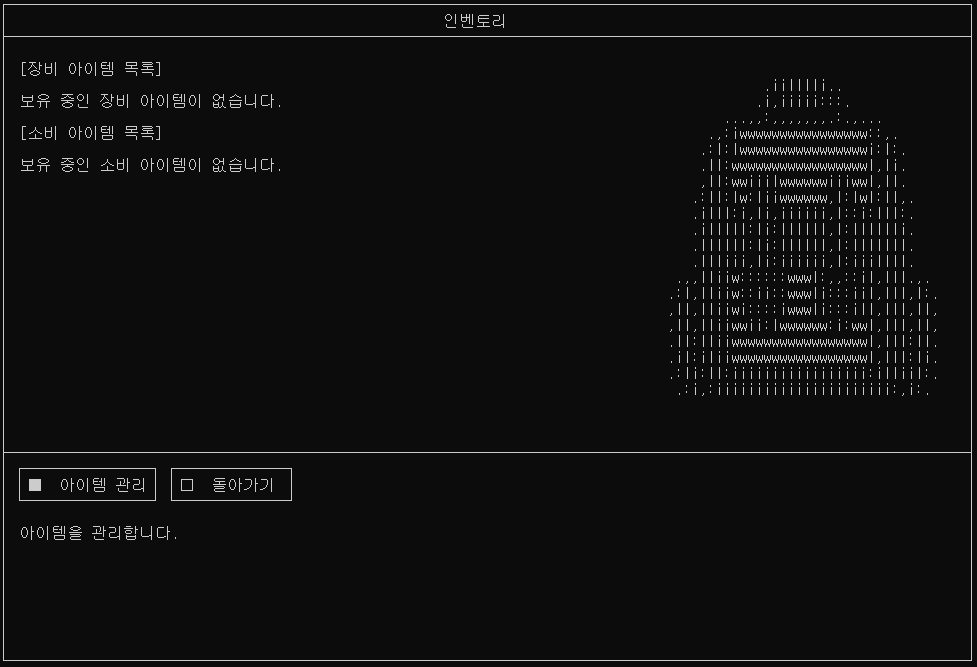 인벤토리
[장비 아이템 목록]
보유 중인 장비 아이템이 없습니다.
[소비 아이템 목록]
보유 중인 소비 아이템이 없습니다.
■ 아이템 관리 □ 돌아가기
아이템을 관리합니다.